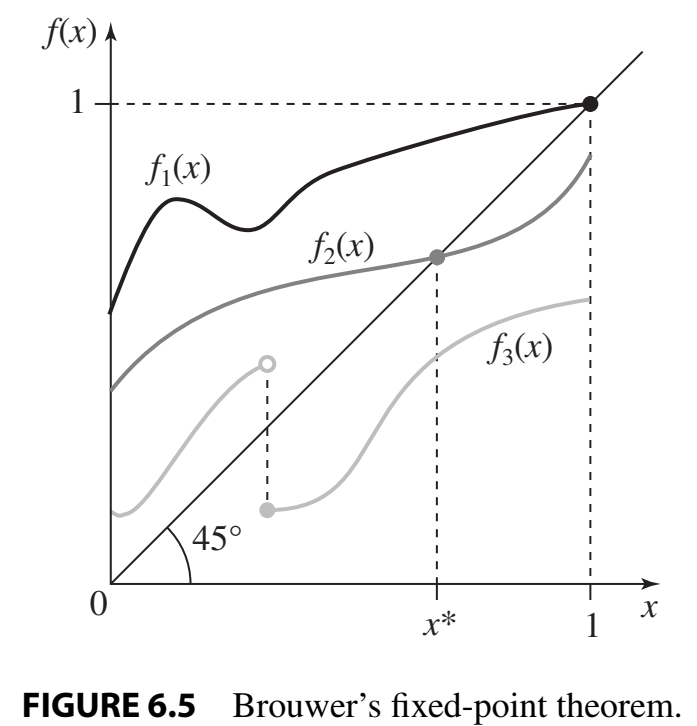 f(x)
1
f₁(x)
f₂(x)
f₃(x)
45°
0
x*
1
x
FIGURE 6.5 Brouwer's fixed-point theorem.